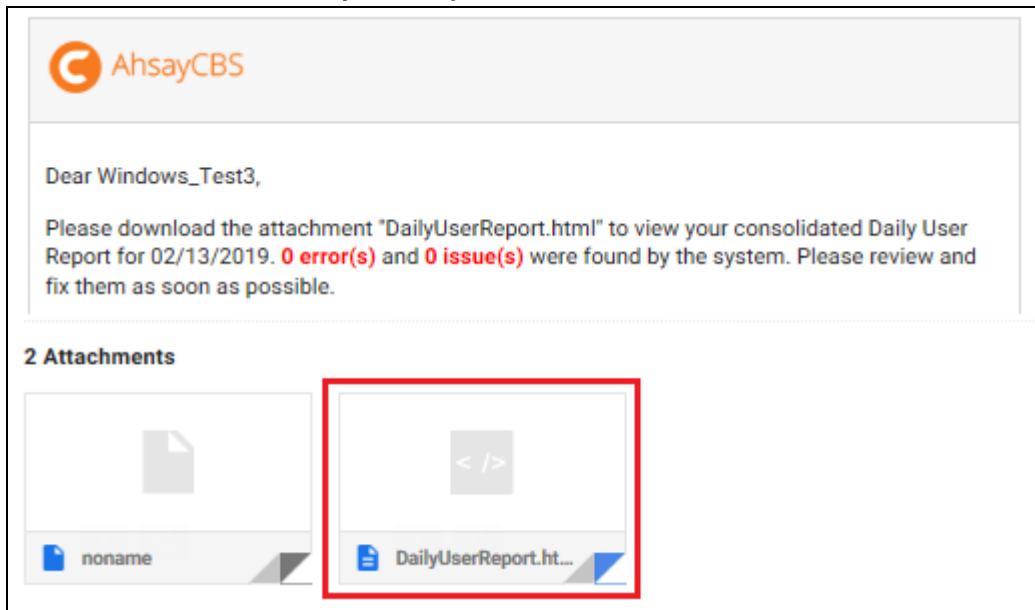 AhsayCBS
Dear Windows_Test3,
Please download the attachment "DailyUserReport.html" to view your consolidated Daily User
Report for 02/13/2019. 0 error(s) and 0 issue(s) were found by the system. Please review and
fix them as soon as possible.
2 Attachments
< />
noname
DailyUserReport.ht...